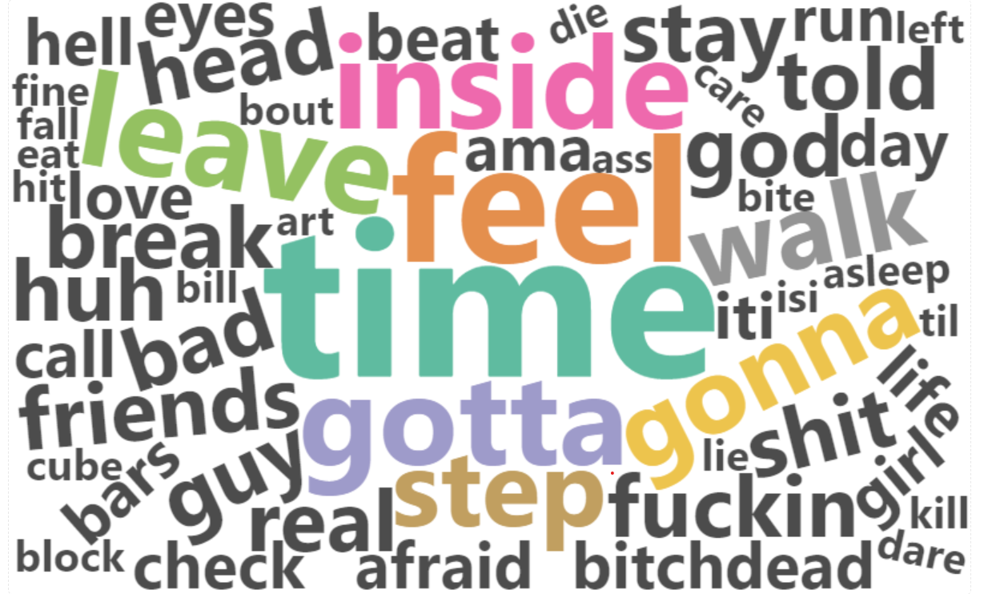 hell eyes head beat die stay run left
fine bout inside care told
fall leave
eat ama ass god day
hit love feel bite walk
break art time asleep
huh bill iti isi til
call bad gonna life
friends gotta shit
cube bars guy step lie girl e
real fuckin kill
block check afraid bitch dead dare